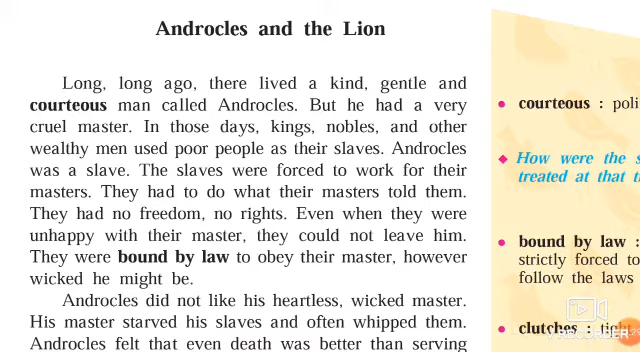 Androcles and the Lion
Long, long ago, there lived a kind, gentle and
courteous man called Androcles. But he had a very
cruel master. In those days, kings, nobles, and other
wealthy men used poor people as their slaves. Androcles
was a slave. The slaves were forced to work for their
masters. They had to do what their masters told them.
They had no freedom, no rights. Even when they were
unhappy with their master, they could not leave him.
They were bound by law to obey their master, however
wicked he might be.
Androcles did not like his heartless, wicked master.
His master starved his slaves and often whipped them.
Androcles felt that even death was better than serving
• courteous : poli
◆ How were the s
treated at that t
• bound by law :
strictly forced to
follow the laws
• clutches : tight
V RECORDER